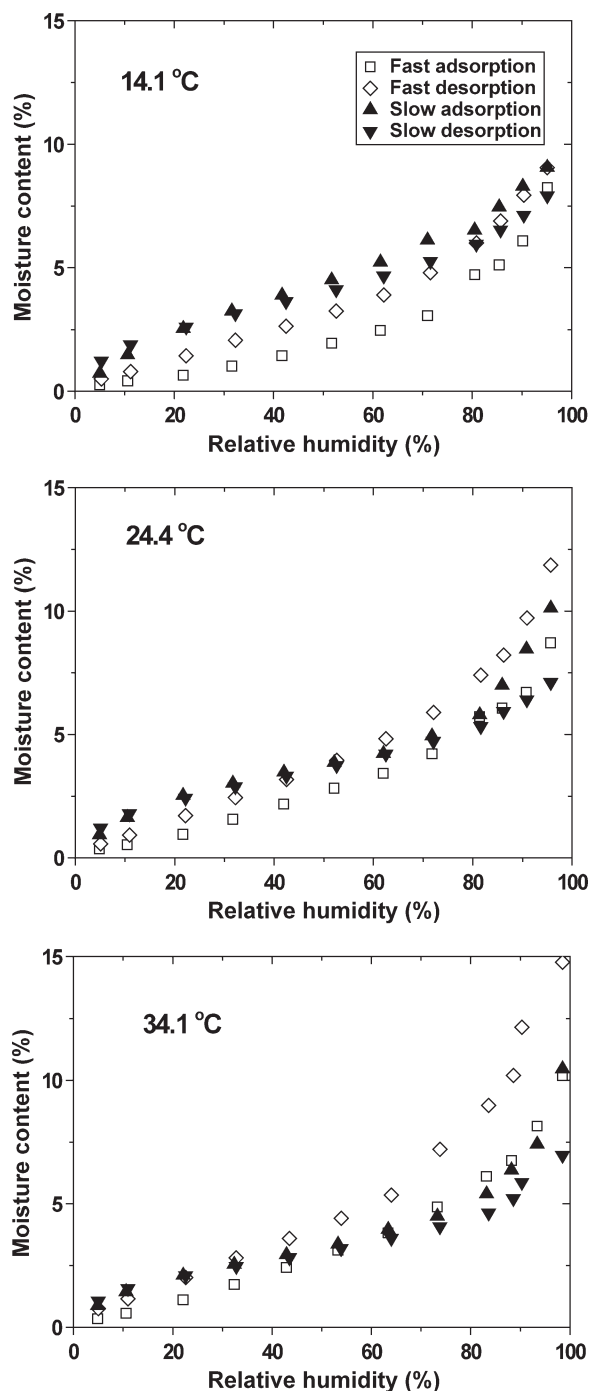 15
14.1 °C
Fast adsorption
Fast desorption
Slow adsorption
Slow desorption
10
5
0
Moisture content (%)
0 20 40 60 80 100
Relative humidity (%)
15
24.4 °C
10
5
0
Moisture content (%)
0 20 40 60 80 100
Relative humidity (%)
15
34.1 °C
10
5
0
Moisture content (%)
0 20 40 60 80 100
Relative humidity (%)